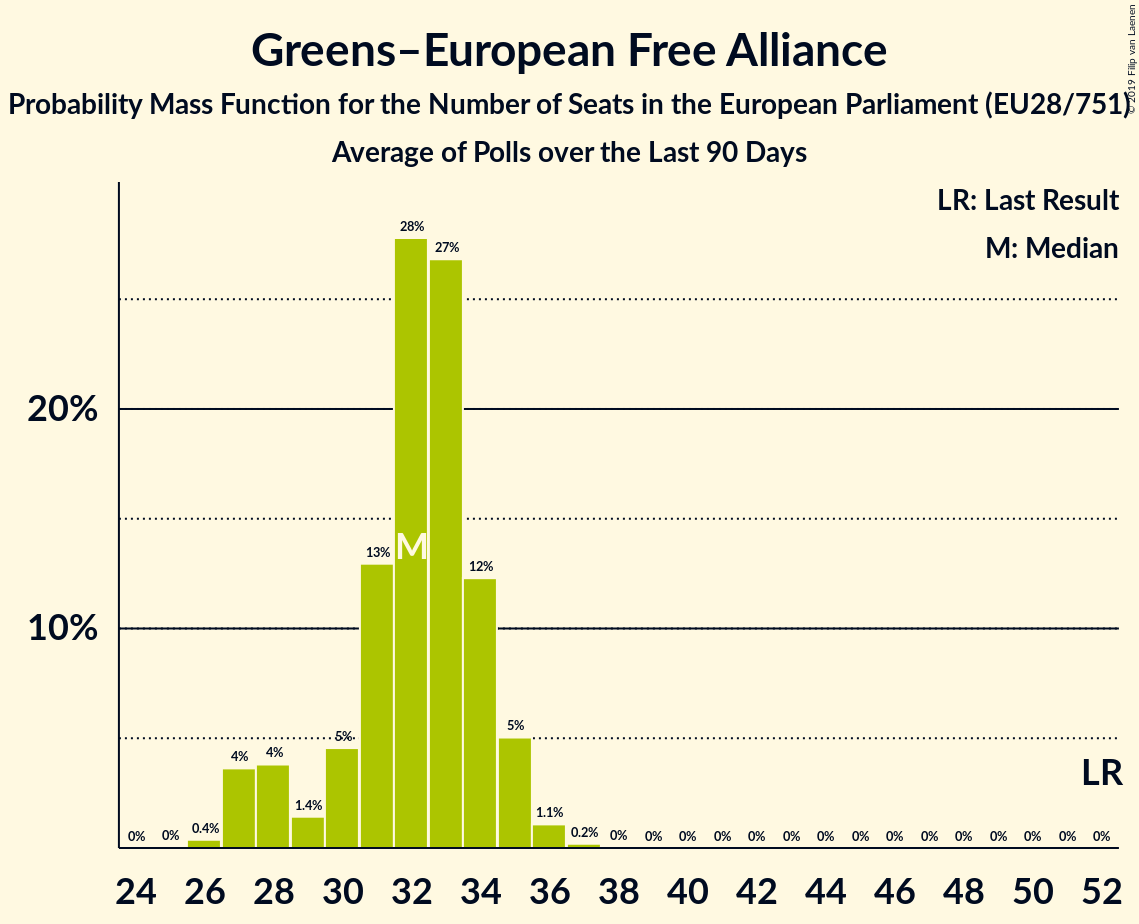 Greens–European Free Alliance
Probability Mass Function for the Number of Seats in the European Parliament (EU28/751)
Average of Polls over the Last 90 Days
© 2019 Filip van Laenen
LR: Last Result
M: Median
20%
10%
0% 0% 0.4% 4% 4% 1.4% 5% 13% 28% 27% 12% 5% 1.1% 0.2% 0% 0% 0% 0% 0% 0% 0% 0% 0% 0% 0% 0% 0% 0% 0%
M
LR
24 26 28 30 32 34 36 38 40 42 44 46 48 50 52